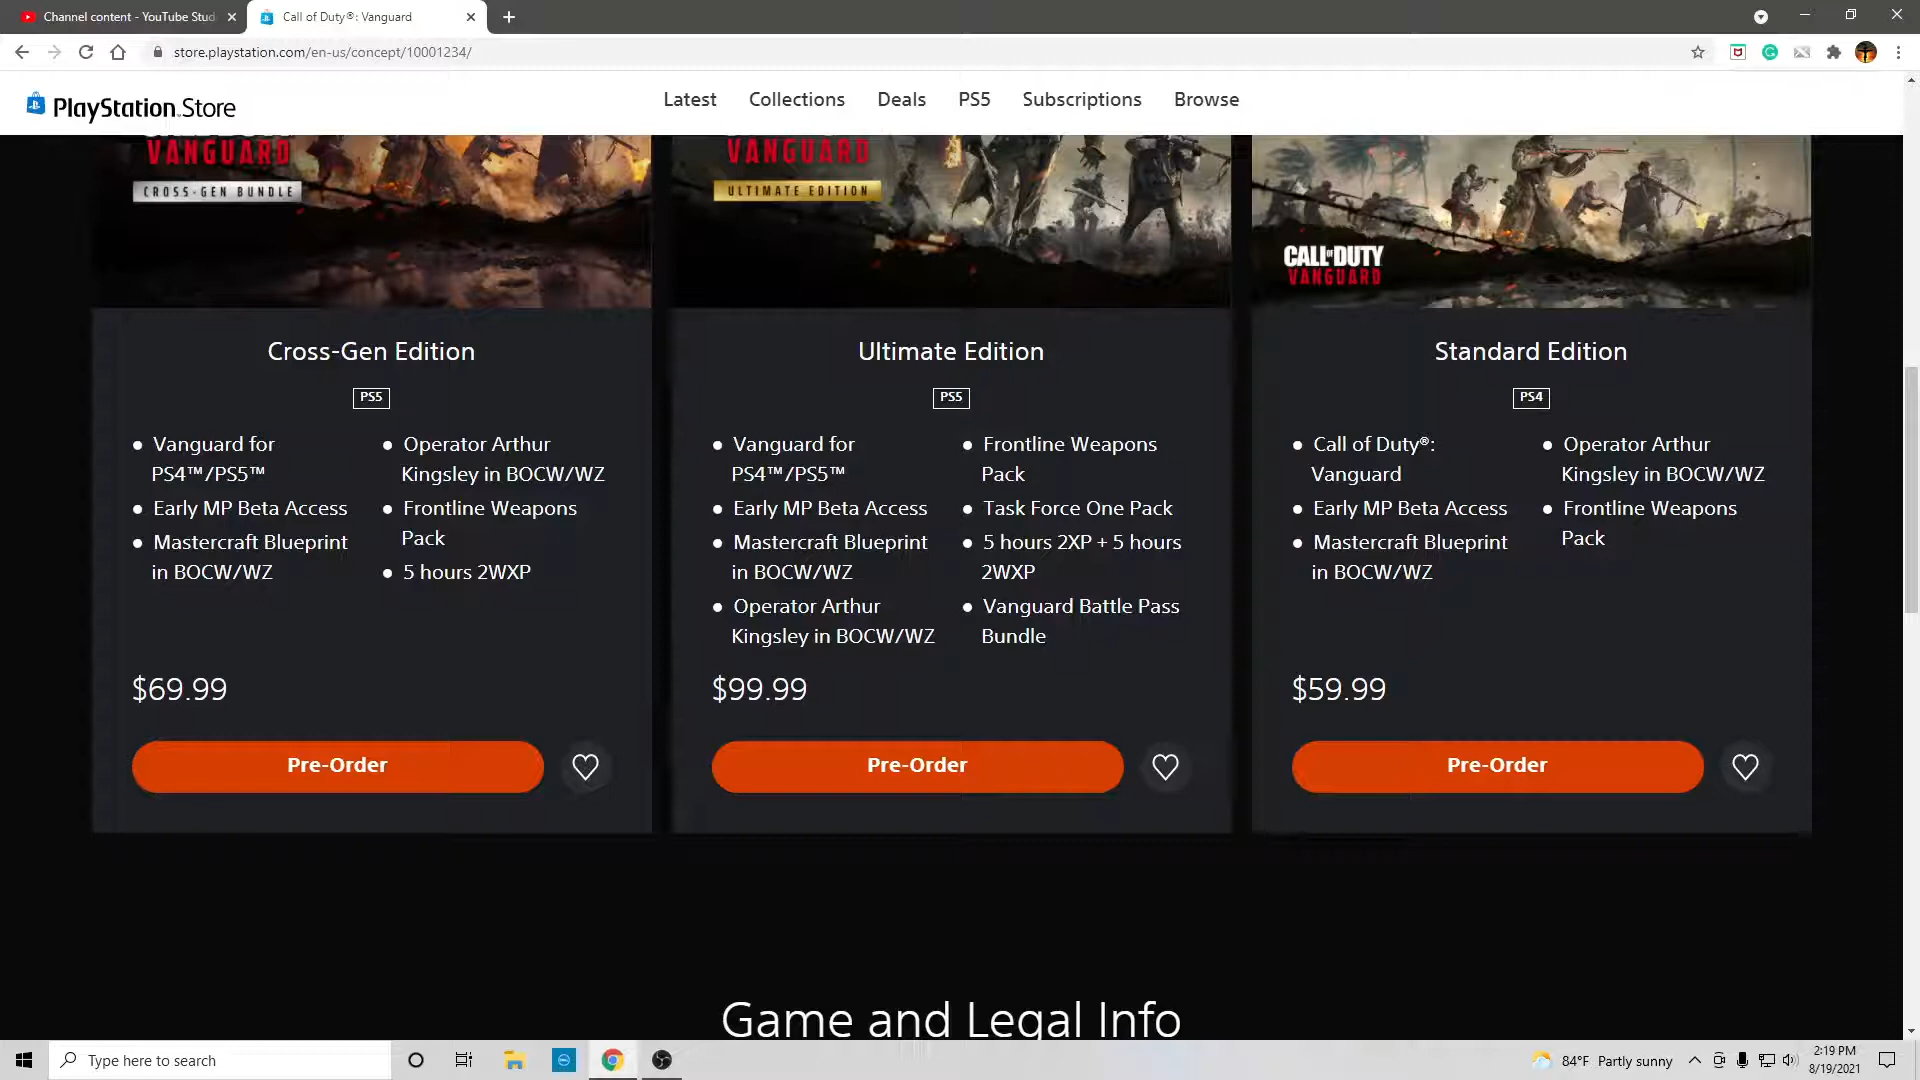 Channel content - YouTube Stud
Call of Duty®: Vanguard
store.playstation.com/en-us/concept/10001234/
PlayStation Store
Latest
Collections
Deals
PS5
Subscriptions
Browse
VANGUARD
CROSS-GEN BUNDLE
VANGUARD
ULTIMATE EDITION
CALL OF DUTY
VANGUARD
Cross-Gen Edition
PS5
Vanguard for
PS4™/PS5™
Early MP Beta Access
Mastercraft Blueprint
in BOCW/WZ
Operator Arthur
Kingsley in BOCW/WZ
Frontline Weapons
Pack
5 hours 2WXP
$69.99
Pre-Order
Ultimate Edition
PS5
Vanguard for
PS4™/PS5™
Early MP Beta Access
Mastercraft Blueprint
in BOCW/WZ
Operator Arthur
Kingsley in BOCW/WZ
Frontline Weapons
Pack
Task Force One Pack
5 hours 2XP + 5 hours
2WXP
Vanguard Battle Pass
Bundle
$99.99
Pre-Order
Standard Edition
PS4
Call of Duty®:
Vanguard
Early MP Beta Access
Mastercraft Blueprint
in BOCW/WZ
Operator Arthur
Kingsley in BOCW/WZ
Frontline Weapons
Pack
$59.99
Pre-Order
Game and Legal Info
Type here to search
84°F Partly sunny
2:19 PM
8/19/2021